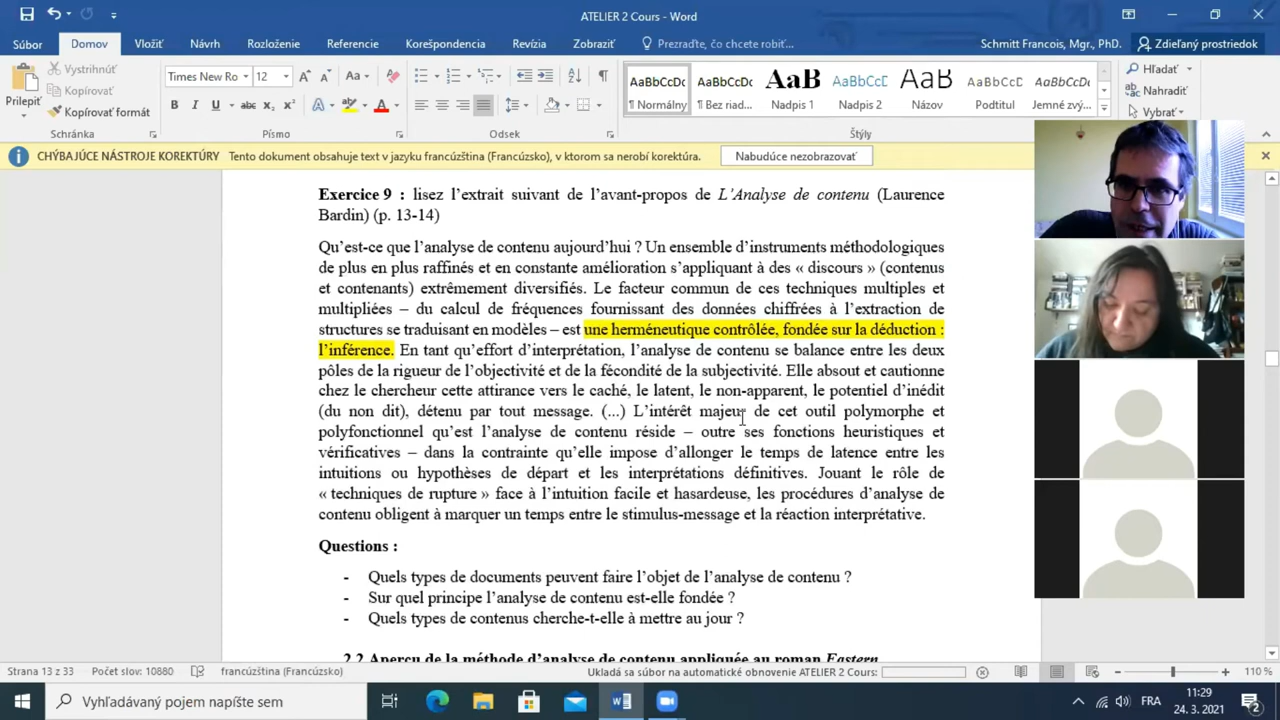 ATELIER 2 Cours - Word
Súbor Domov Vložiť Návrh Rozloženie Referencie Korešpondencia Revízia Zobraziť Prezraďte, čo chcete robiť... Schmitt Francois, Mgr., PhD. Zdieľaný prostriedok
Prilepiť Vystrihnúť Kopírovať Kopírovať formát Schránka
Times New Ro 12 Písmo
Odsek
AaBbCcDc ¶ Normálny AaBbCcDc ¶ Bez riad... AaB Nadpis 1 AaBbCcD Nadpis 2 AaB Názov AaBbCcD Podtitul AaBbCcDc Jemné zvý... Štýly
Hľadať Nahradiť Vybrať
CHÝBAJÚCE NÁSTROJE KOREKTÚRY Tento dokument obsahuje text v jazyku francúzština (Francúzsko), v ktorom sa nerobí korektúra. Nabudúce nezobrazovať
Exercice 9 : lisez l’extrait suivant de l’avant-propos de L’Analyse de contenu (Laurence
Bardin) (p. 13-14)
Qu’est-ce que l’analyse de contenu aujourd’hui ? Un ensemble d’instruments méthodologiques
de plus en plus raffinés et en constante amélioration s’appliquant à des « discours » (contenus
et contenants) extrêmement diversifiés. Le facteur commun de ces techniques multiples et
multipliées – du calcul de fréquences fournissant des données chiffrées à l’extraction de
structures se traduisant en modèles – est une herméneutique contrôlée, fondée sur la déduction :
l’inférence. En tant qu’effort d’interprétation, l’analyse de contenu se balance entre les deux
pôles de la rigueur de l’objectivité et de la fécondité de la subjectivité. Elle absout et cautionne
chez le chercheur cette attirance vers le caché, le latent, le non-apparent, le potentiel d’inédit
(du non dit), détenu par tout message. (...) L’intérêt majeur de cet outil polymorphe et
polyfonctionnel qu’est l’analyse de contenu réside – outre ses fonctions heuristiques et
vérificatives – dans la contrainte qu’elle impose d’allonger le temps de latence entre les
intuitions ou hypothèses de départ et les interprétations définitives. Jouant le rôle de
« techniques de rupture » face à l’intuition facile et hasardeuse, les procédures d’analyse de
contenu obligent à marquer un temps entre le stimulus-message et la réaction interprétative.
Questions :
- Quels types de documents peuvent faire l’objet de l’analyse de contenu ?
- Sur quel principe l’analyse de contenu est-elle fondée ?
- Quels types de contenus cherche-t-elle à mettre au jour ?
2.2 Aperçu de la méthode d’analyse de contenu appliquée au roman Eastern
Strana 13 z 33 Počet slov: 10880 francúzština (Francúzsko) Ukladá sa súbor na automatické obnovenie ATELIER 2 Cours: 110 %
Vyhľadávaný pojem napíšte sem FRA 11:29
24. 3. 2021 2